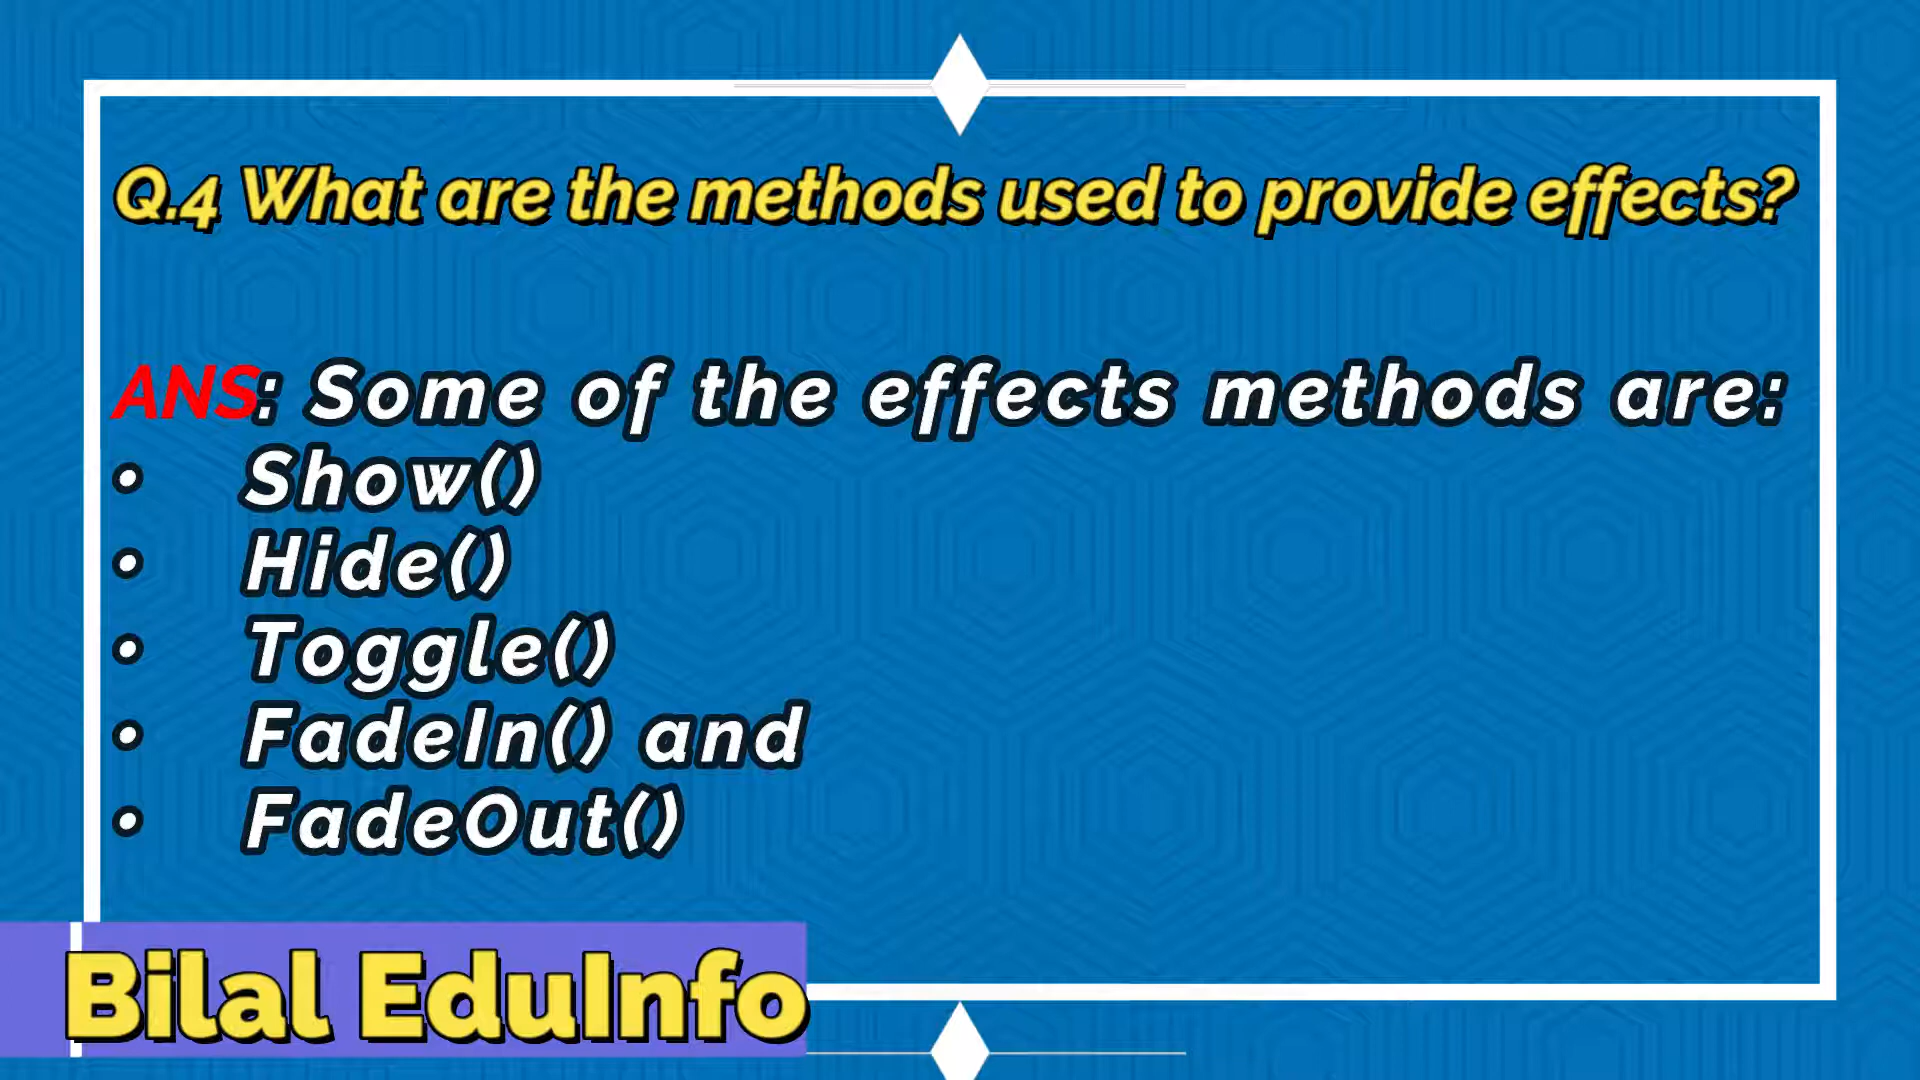 Q.4 What are the methods used to provide effects?
ANS: Some of the effects methods are:
• Show()
• Hide()
• Toggle()
• FadeIn() and
• FadeOut()
Bilal EduInfo